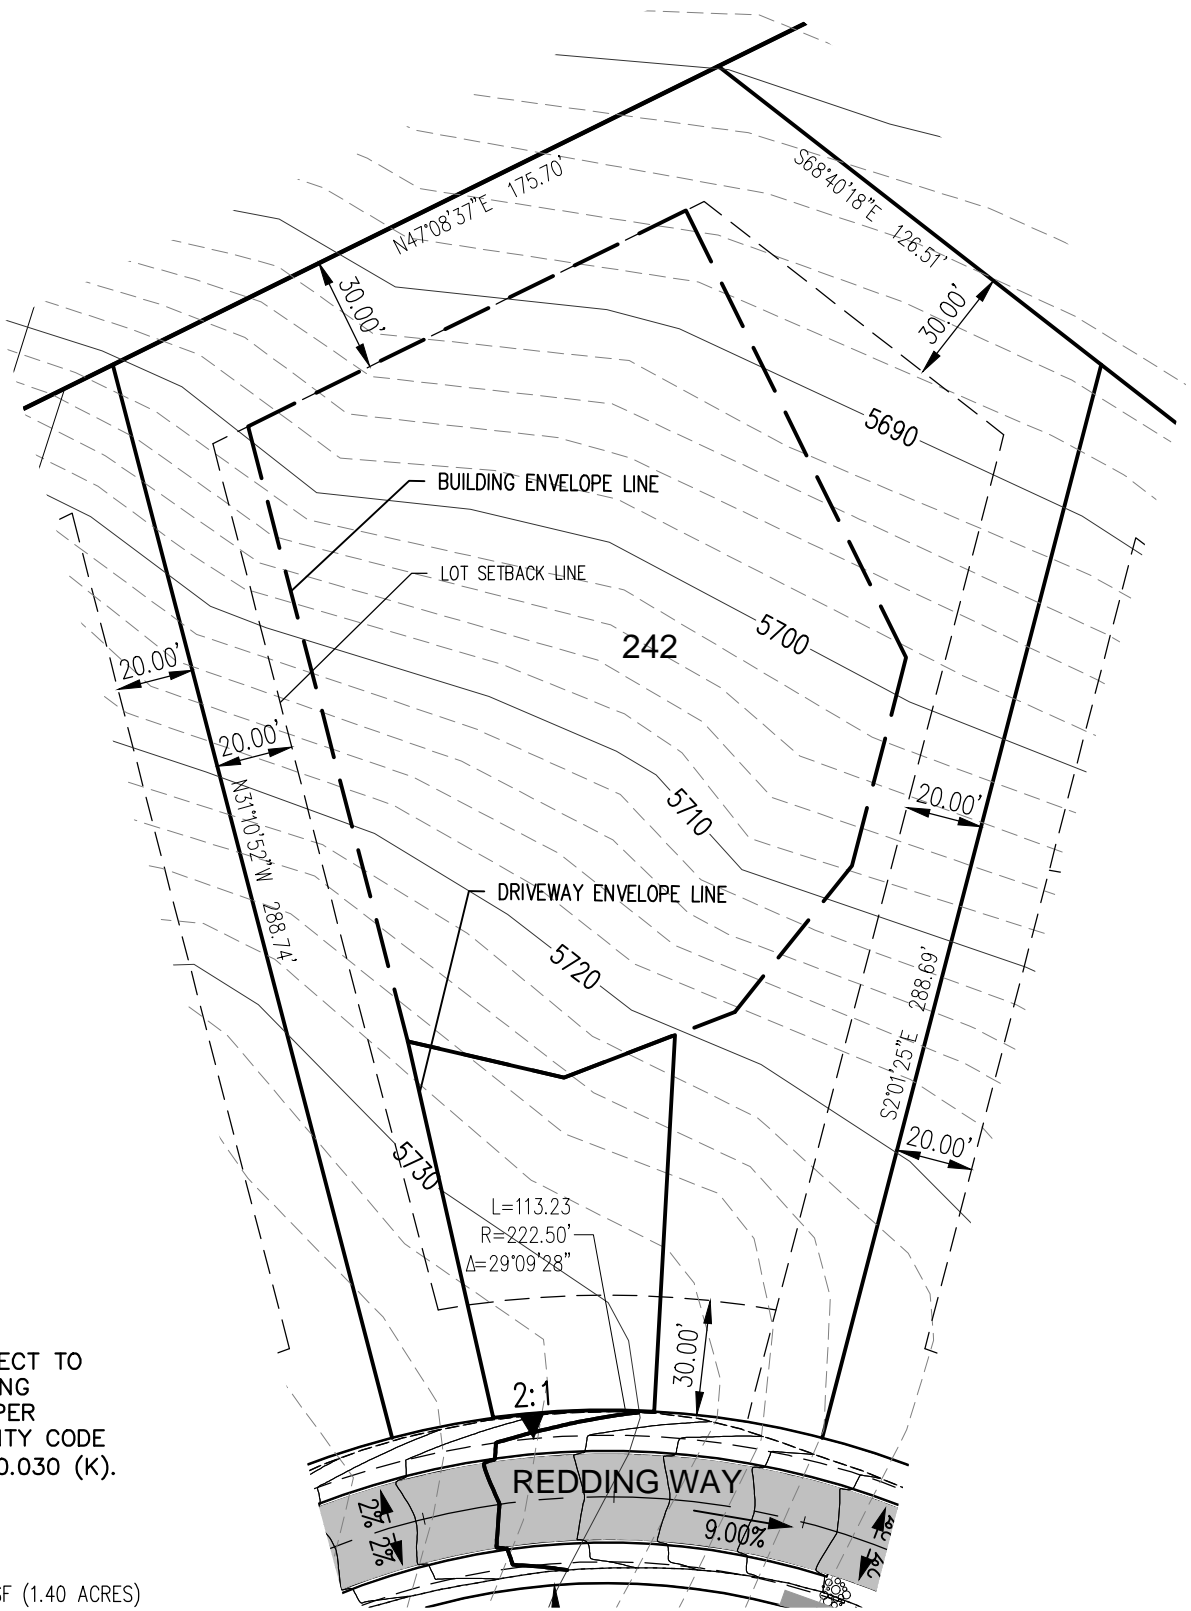 N47°08'37"E 175.70'
S68°40'18"E 126.51'
30.00'
30.00'
5690
BUILDING ENVELOPE LINE
LOT SETBACK LINE
242
5700
20.00'
20.00'
N31°10'52"W 288.74'
5710
20.00'
DRIVEWAY ENVELOPE LINE
5720
S2°01'25"E 288.69'
20.00'
5730
L=113.23
R=222.50'
Δ=29°09'28"
30.00'
ECT TO
NG
PER
ITY CODE
0.030 (K).
2:1
REDDING WAY
2%
2%
9.00%
SF (1.40 ACRES)